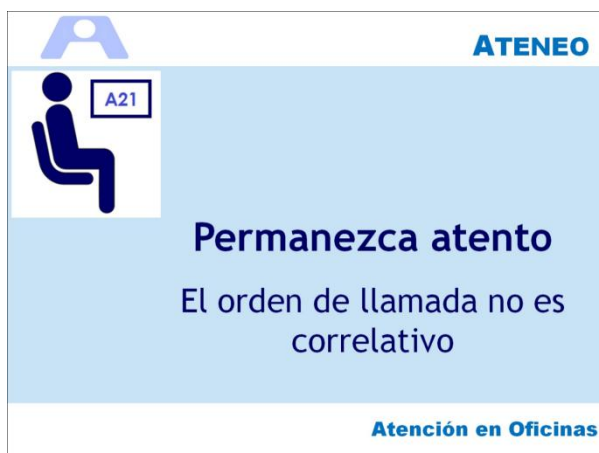 ATENEO
A21
Permanezca atento
El orden de llamada no es
correlativo
Atención en Oficinas